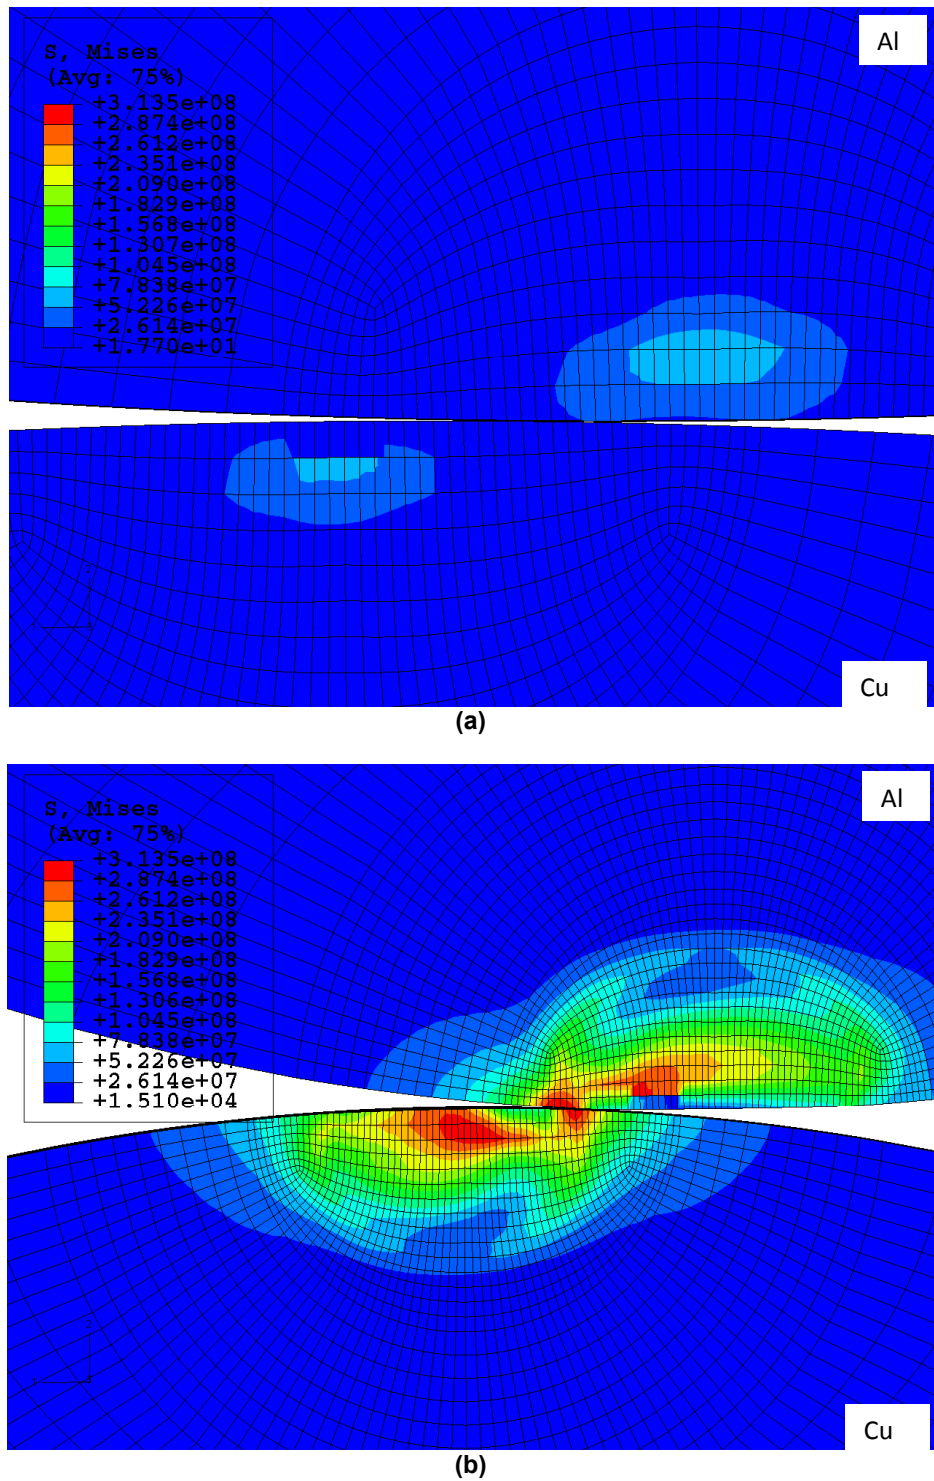 Al
S, Mises
(Avg: 75%)
+3.135e+08
+2.874e+08
+2.612e+08
+2.351e+08
+2.090e+08
+1.829e+08
+1.568e+08
+1.307e+08
+1.045e+08
+7.838e+07
+5.226e+07
+2.614e+07
+1.770e+01
Cu
(a)
Al
S, Mises
(Avg: 75%)
+3.135e+08
+2.874e+08
+2.612e+08
+2.351e+08
+2.090e+08
+1.829e+08
+1.568e+08
+1.306e+08
+1.045e+08
+7.838e+07
+5.226e+07
+2.614e+07
+1.510e+04
Cu
(b)